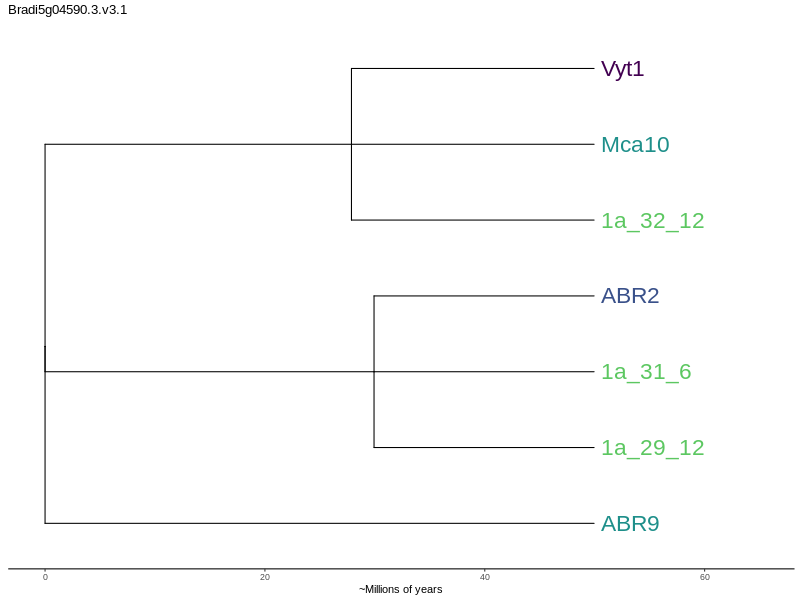 Bradi5g04590.3.v3.1
Vyt1
Mca10
1a_32_12
ABR2
1a_31_6
1a_29_12
ABR9
0 20 40 60
~Millions of years